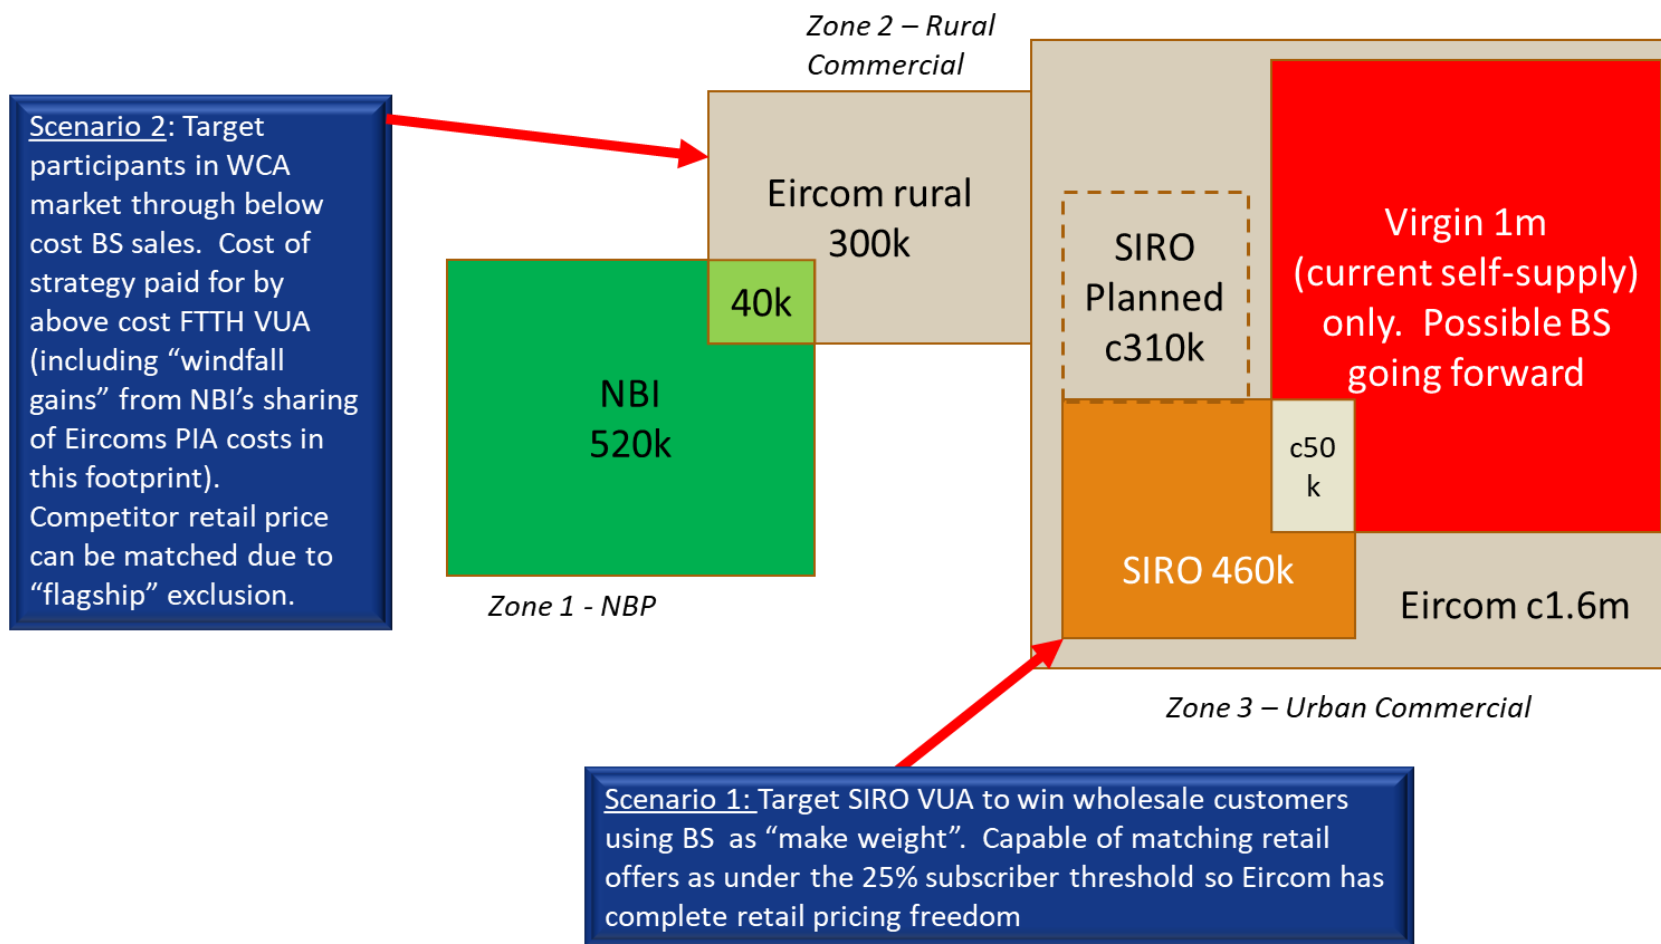 Zone 2 – Rural
Commercial
Scenario 2: Target
participants in WCA
market through below
cost BS sales.  Cost of
strategy paid for by
above cost FTTH VUA
(including “windfall
gains” from NBI’s sharing
of Eircoms PIA costs in
this footprint).
Competitor retail price
can be matched due to
“flagship” exclusion.
Eircom rural
300k
40k
NBI
520k
Zone 1 - NBP
SIRO
Planned
c310k
Virgin 1m
(current self-supply)
only.  Possible BS
going forward
c50
k
SIRO 460k
Eircom c1.6m
Zone 3 – Urban Commercial
Scenario 1: Target SIRO VUA to win wholesale customers
using BS  as “make weight”.  Capable of matching retail
offers as under the 25% subscriber threshold so Eircom has
complete retail pricing freedom